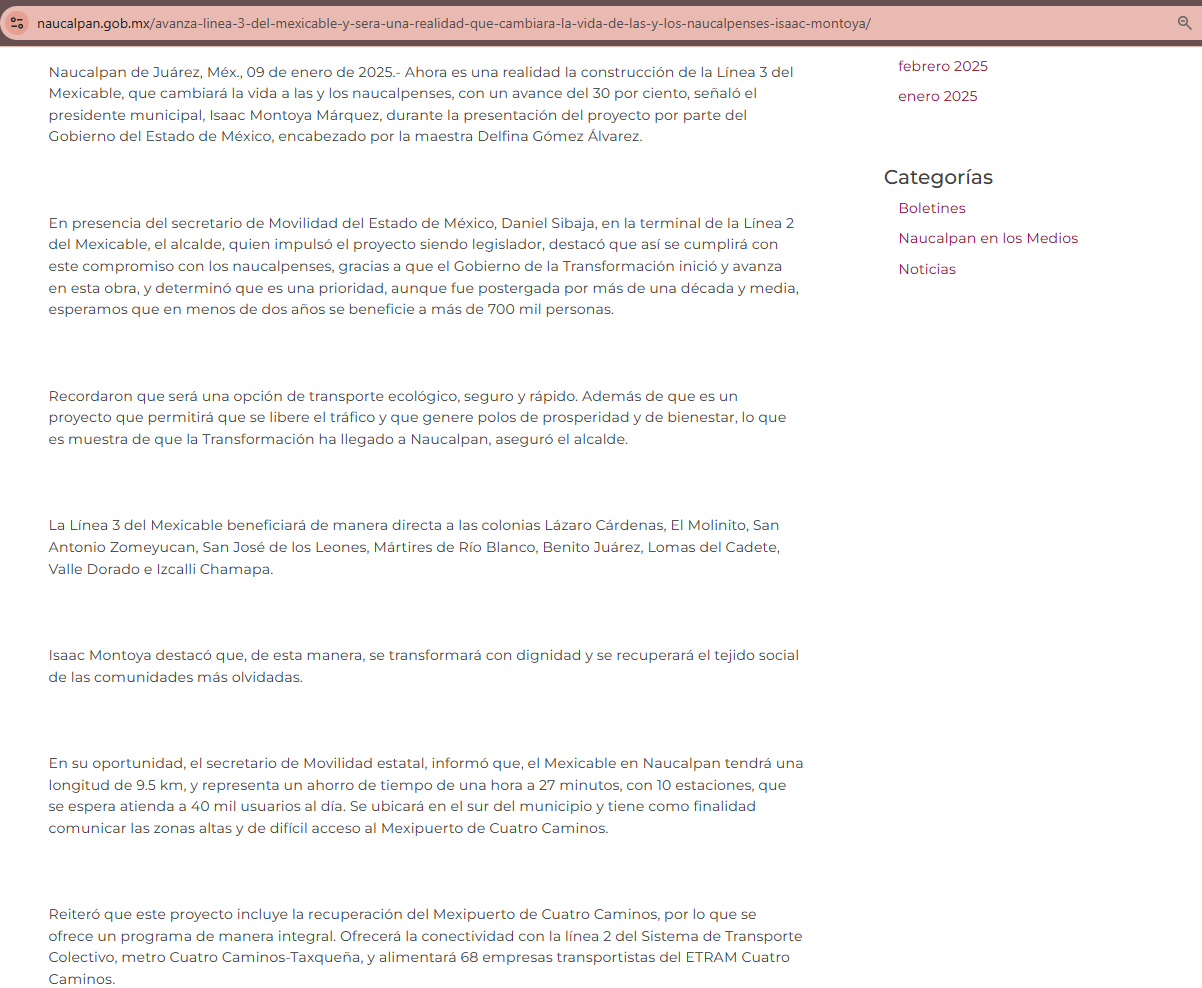 naucalpan.gob.mx/avanza-linea-3-del-mexicable-y-sera-una-realidad-que-cambiara-la-vida-de-las-y-los-naucalpenses-isaac-montoya/
Naucalpan de Juárez, Méx., 09 de enero de 2025.- Ahora es una realidad la construcción de la Línea 3 del
Mexicable, que cambiará la vida a las y los naucalpenses, con un avance del 30 por ciento, señaló el
presidente municipal, Isaac Montoya Márquez, durante la presentación del proyecto por parte del
Gobierno del Estado de México, encabezado por la maestra Delfina Gómez Álvarez.
En presencia del secretario de Movilidad del Estado de México, Daniel Sibaja, en la terminal de la Línea 2
del Mexicable, el alcalde, quien impulsó el proyecto siendo legislador, destacó que así se cumplirá con
este compromiso con los naucalpenses, gracias a que el Gobierno de la Transformación inició y avanza
en esta obra, y determinó que es una prioridad, aunque fue postergada por más de una década y media,
esperamos que en menos de dos años se beneficie a más de 700 mil personas.
Recordaron que será una opción de transporte ecológico, seguro y rápido. Además de que es un
proyecto que permitirá que se libere el tráfico y que genere polos de prosperidad y de bienestar, lo que
es muestra de que la Transformación ha llegado a Naucalpan, aseguró el alcalde.
La Línea 3 del Mexicable beneficiará de manera directa a las colonias Lázaro Cárdenas, El Molinito, San
Antonio Zomeyucan, San José de los Leones, Mártires de Río Blanco, Benito Juárez, Lomas del Cadete,
Valle Dorado e Izcalli Chamapa.
Isaac Montoya destacó que, de esta manera, se transformará con dignidad y se recuperará el tejido social
de las comunidades más olvidadas.
En su oportunidad, el secretario de Movilidad estatal, informó que, el Mexicable en Naucalpan tendrá una
longitud de 9.5 km, y representa un ahorro de tiempo de una hora a 27 minutos, con 10 estaciones, que
se espera atienda a 40 mil usuarios al día. Se ubicará en el sur del municipio y tiene como finalidad
comunicar las zonas altas y de difícil acceso al Mexipuerto de Cuatro Caminos.
Reiteró que este proyecto incluye la recuperación del Mexipuerto de Cuatro Caminos, por lo que se
ofrece un programa de manera integral. Ofrecerá la conectividad con la línea 2 del Sistema de Transporte
Colectivo, metro Cuatro Caminos-Taxqueña, y alimentará 68 empresas transportistas del ETRAM Cuatro
Caminos.
febrero 2025
enero 2025
Categorías
Boletines
Naucalpan en los Medios
Noticias